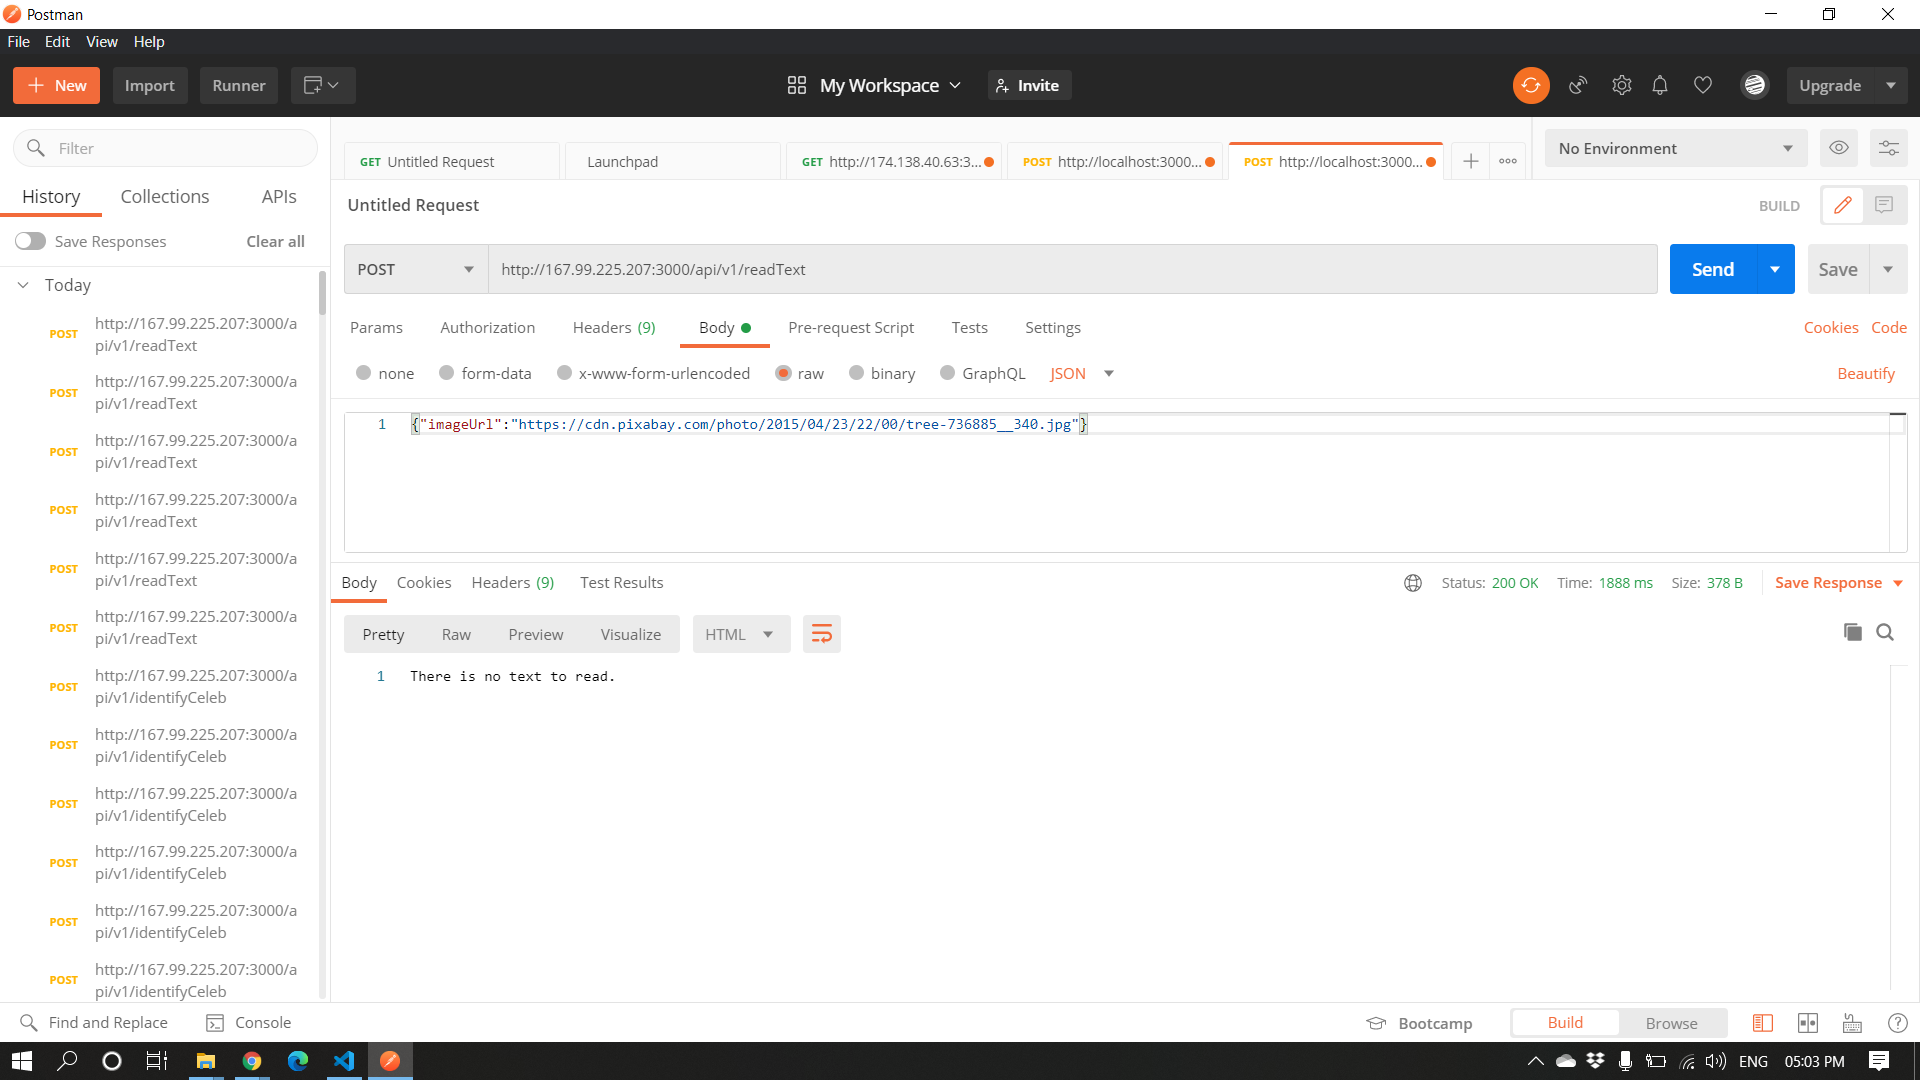 Postman
File Edit View Help
New Import Runner My Workspace Invite Upgrade
Filter
History Collections APIs
Save Responses Clear all
Today
POST http://167.99.225.207:3000/a
pi/v1/readText
POST http://167.99.225.207:3000/a
pi/v1/readText
POST http://167.99.225.207:3000/a
pi/v1/readText
POST http://167.99.225.207:3000/a
pi/v1/readText
POST http://167.99.225.207:3000/a
pi/v1/readText
POST http://167.99.225.207:3000/a
pi/v1/readText
POST http://167.99.225.207:3000/a
pi/v1/identifyCeleb
POST http://167.99.225.207:3000/a
pi/v1/identifyCeleb
POST http://167.99.225.207:3000/a
pi/v1/identifyCeleb
POST http://167.99.225.207:3000/a
pi/v1/identifyCeleb
POST http://167.99.225.207:3000/a
pi/v1/identifyCeleb
POST http://167.99.225.207:3000/a
pi/v1/identifyCeleb
GET Untitled Request Launchpad GET http://174.138.40.63:3... POST http://localhost:3000... POST http://localhost:3000... No Environment
Untitled Request BUILD
POST http://167.99.225.207:3000/api/v1/readText Send Save
Params Authorization Headers (9) Body Pre-request Script Tests Settings Cookies Code
none form-data x-www-form-urlencoded raw binary GraphQL JSON Beautify
1 {"imageUrl":"https://cdn.pixabay.com/photo/2015/04/23/22/00/tree-736885__340.jpg"}
Body Cookies Headers (9) Test Results Status: 200 OK Time: 1888 ms Size: 378 B Save Response
Pretty Raw Preview Visualize HTML
1 There is no text to read.
Find and Replace Console Bootcamp Build Browse
ENG 05:03 PM